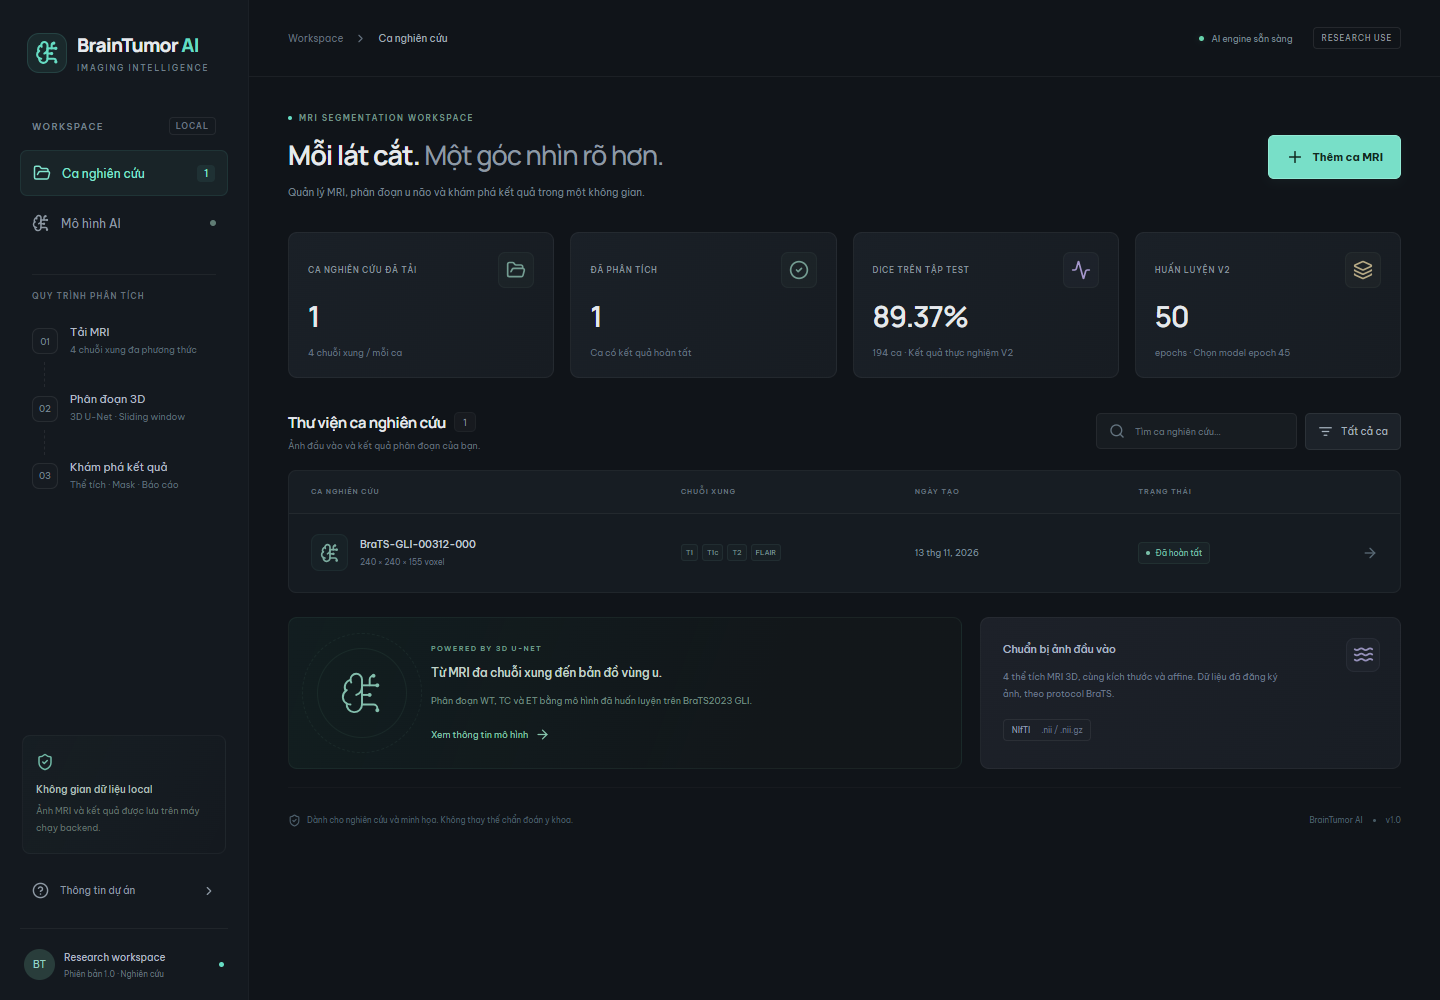 BrainTumor AI
IMAGING INTELLIGENCE
WORKSPACE
LOCAL
Ca nghiên cứu
1
Mô hình AI
QUY TRÌNH PHÂN TÍCH
01
Tải MRI
4 chuỗi xung đa phương thức
02
Phân đoạn 3D
3D U-Net · Sliding window
03
Khám phá kết quả
Thể tích · Mask · Báo cáo
Không gian dữ liệu local
Ảnh MRI và kết quả được lưu trên máy
chạy backend.
Thông tin dự án
BT
Research workspace
Phiên bản 1.0 · Nghiên cứu
Workspace
Ca nghiên cứu
AI engine sẵn sàng
RESEARCH USE
MRI SEGMENTATION WORKSPACE
Mỗi lát cắt. Một góc nhìn rõ hơn.
Quản lý MRI, phân đoạn u não và khám phá kết quả trong một không gian.
Thêm ca MRI
CA NGHIÊN CỨU ĐÃ TẢI
1
4 chuỗi xung / mỗi ca
ĐÃ PHÂN TÍCH
1
Ca có kết quả hoàn tất
DICE TRÊN TẬP TEST
89.37%
194 ca · Kết quả thực nghiệm V2
HUẤN LUYỆN V2
50
epochs · Chọn model epoch 45
Thư viện ca nghiên cứu
1
Ảnh đầu vào và kết quả phân đoạn của bạn.
Tìm ca nghiên cứu...
Tất cả ca
CA NGHIÊN CỨU
CHUỖI XUNG
NGÀY TẠO
TRẠNG THÁI
BraTS-GLI-00312-000
240 × 240 × 155 voxel
T1
T1c
T2
FLAIR
13 thg 11, 2026
Đã hoàn tất
POWERED BY 3D U-NET
Từ MRI đa chuỗi xung đến bản đồ vùng u.
Phân đoạn WT, TC và ET bằng mô hình đã huấn luyện trên BraTS2023 GLI.
Xem thông tin mô hình
Chuẩn bị ảnh đầu vào
4 thể tích MRI 3D, cùng kích thước và affine. Dữ liệu đã đăng ký
ảnh, theo protocol BraTS.
NIfTI
.nii / .nii.gz
Dành cho nghiên cứu và minh họa. Không thay thế chẩn đoán y khoa.
BrainTumor AI
v1.0